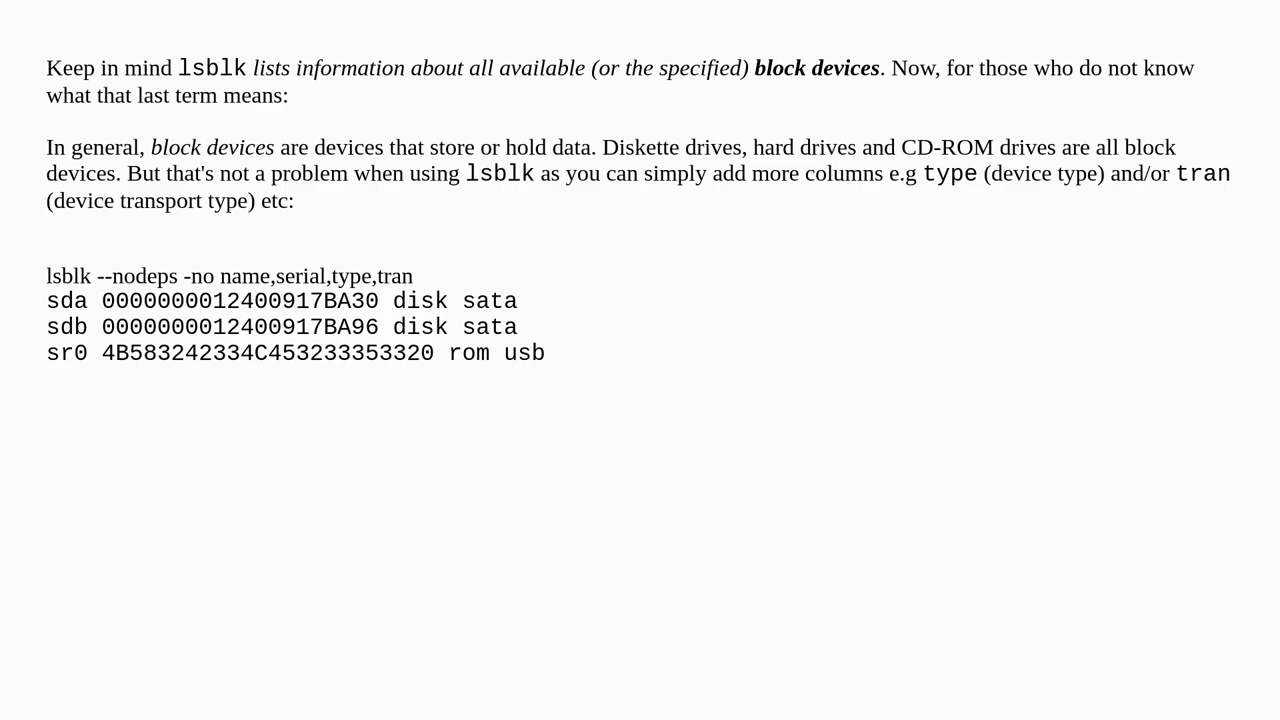 Keep in mind lsblk lists information about all available (or the specified) block devices. Now, for those who do not know
what that last term means:
In general, block devices are devices that store or hold data. Diskette drives, hard drives and CD-ROM drives are all block
devices. But that's not a problem when using lsblk as you can simply add more columns e.g type (device type) and/or tran
(device transport type) etc:
lsblk --nodeps -no name,serial,type,tran
sda 0000000012400917BA30 disk sata
sdb 0000000012400917BA96 disk sata
sr0 4B583242334C453233353320 rom usb